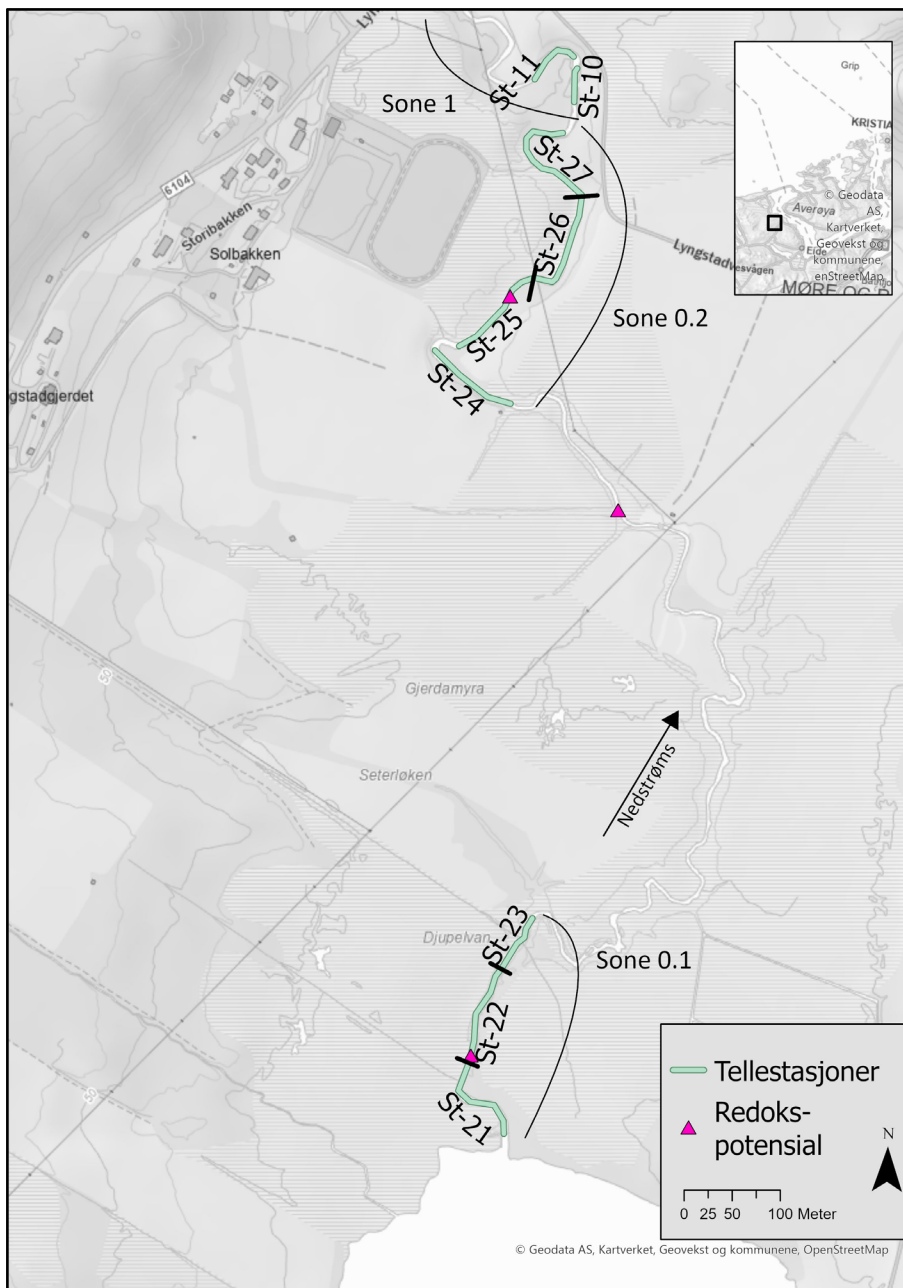 Lyng
St-11
St-10
Sone 1
St-27
6104
Storibakken
Solbakken
St-26
Lyngstadvesvågen
St-25
Sone 0.2
St-24
gstadgjerdet
Grip
KRISTIA
© Geodata
AS,
Averøya
Kartverket,
Geovekst og
Eide
kommunene,
enStreetMap
MØRE OG R
Gjerdamyra
Seterløken
Nedstrøms
Djupelvan
St-23
Sone 0.1
St-22
St-21
Tellestasjoner
Redoks-
potensial
N
0 25 50 100 Meter
© Geodata AS, Kartverket, Geovekst og kommunene, OpenStreetMap